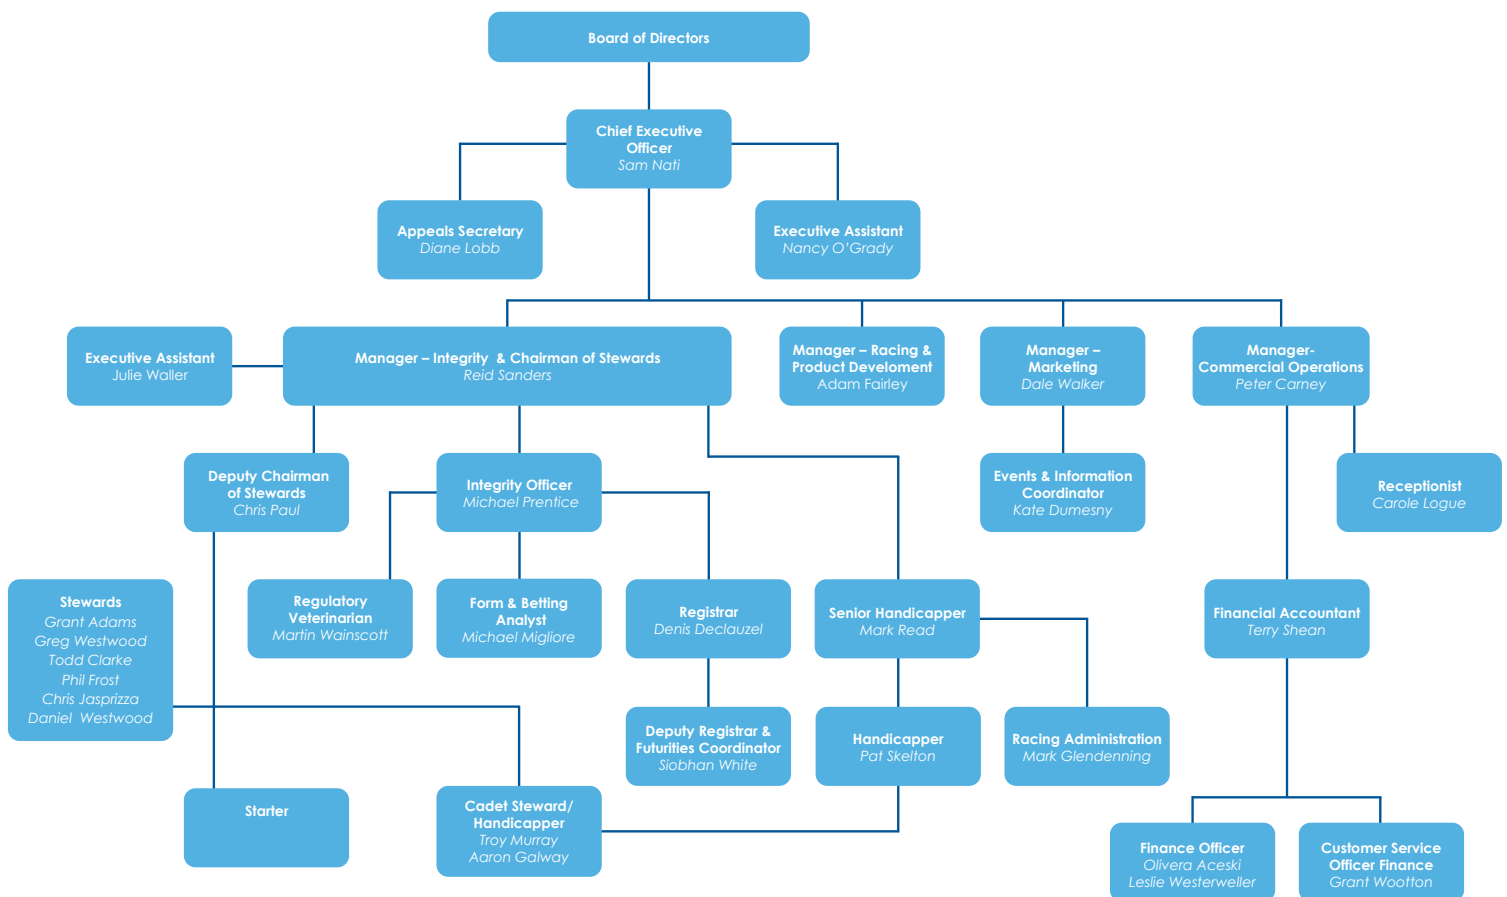 Board of Directors
Chief Executive
Officer
Sam Nati
Appeals Secretary
Diane Lobb
Executive Assistant
Nancy O'Grady
Executive Assistant
Julie Waller
Manager – Integrity & Chairman of Stewards
Reid Sanders
Manager – Racing &
Product Develoment
Adam Fairley
Manager –
Marketing
Dale Walker
Manager-
Commercial Operations
Peter Carney
Deputy Chairman
of Stewards
Chris Paul
Integrity Officer
Michael Prentice
Events & Information
Coordinator
Kate Dumesny
Receptionist
Carole Logue
Stewards
Grant Adams
Greg Westwood
Todd Clarke
Phil Frost
Chris Jasprizza
Daniel Westwood
Regulatory
Veterinarian
Martin Wainscott
Form & Betting
Analyst
Michael Migliore
Registrar
Denis Declauzel
Senior Handicapper
Mark Read
Financial Accountant
Terry Shean
Deputy Registrar &
Futurities Coordinator
Siobhan White
Handicapper
Pat Skelton
Racing Administration
Mark Glendenning
Starter
Cadet Steward/
Handicapper
Troy Murray
Aaron Galway
Finance Officer
Olivera Aceski
Leslie Westerweller
Customer Service
Officer Finance
Grant Wootton